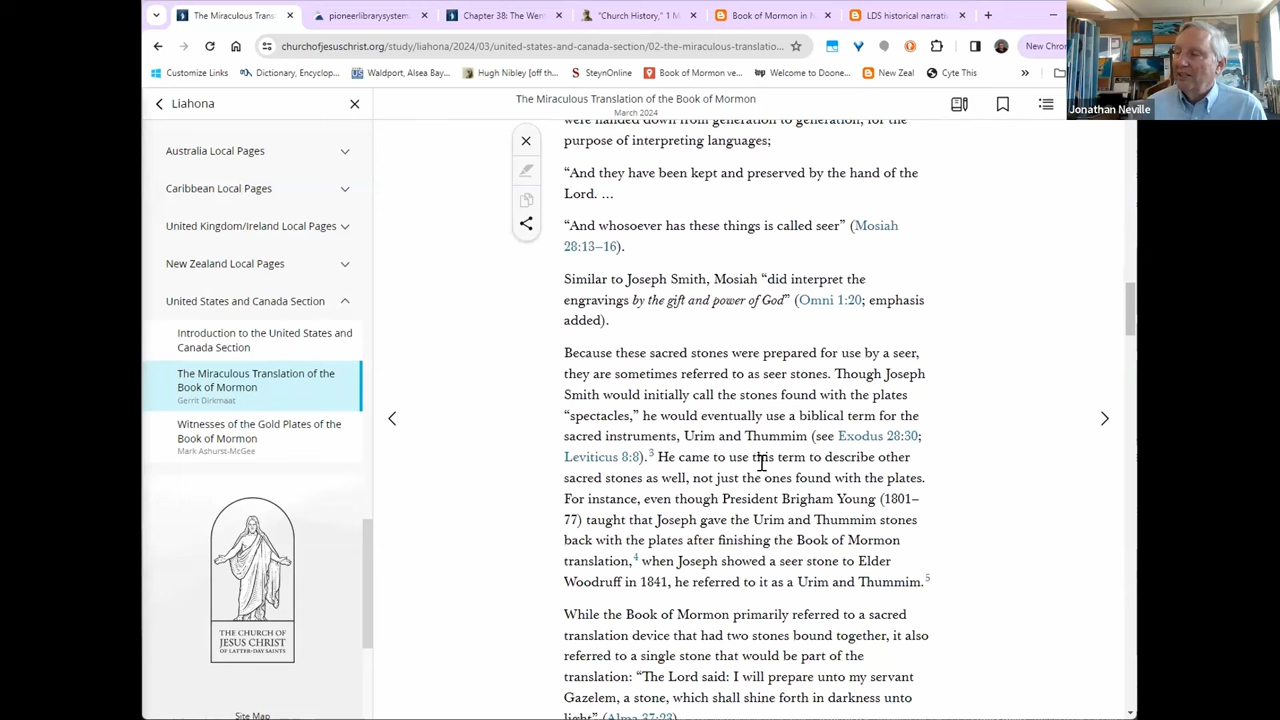 The Miraculous Trans
pioneerlibrarysystem.
Chapter 38: The Went
"Church History," 1 M
Book of Mormon in N
LDS historical narrati
churchofjesuschrist.org/study/liahona/2024/03/united-states-and-canada-section/02-the-miraculous-translatio...
New Chro
Customize Links
Dictionary, Encyclop...
Waldport, Alsea Bay...
Hugh Nibley [off th...
SteynOnline
Book of Mormon ve...
Welcome to Doone...
New Zeal
Cyte This
Jonathan Neville
Liahona
The Miraculous Translation of the Book of Mormon
March 2024
Australia Local Pages
Caribbean Local Pages
United Kingdom/Ireland Local Pages
New Zealand Local Pages
United States and Canada Section
Introduction to the United States and
Canada Section
The Miraculous Translation of the
Book of Mormon
Gerrit Dirkmaat
Witnesses of the Gold Plates of the
Book of Mormon
Mark Ashurst-McGee
THE CHURCH OF
JESUS CHRIST
OF LATTER-DAY SAINTS
Site Map
were handed down from generation to generation, for the
purpose of interpreting languages;
“And they have been kept and preserved by the hand of the
Lord. …
“And whosoever has these things is called seer” (Mosiah
28:13–16).
Similar to Joseph Smith, Mosiah “did interpret the
engravings by the gift and power of God” (Omni 1:20; emphasis
added).
Because these sacred stones were prepared for use by a seer,
they are sometimes referred to as seer stones. Though Joseph
Smith would initially call the stones found with the plates
“spectacles,” he would eventually use a biblical term for the
sacred instruments, Urim and Thummim (see Exodus 28:30;
Leviticus 8:8).3 He came to use this term to describe other
sacred stones as well, not just the ones found with the plates.
For instance, even though President Brigham Young (1801–
77) taught that Joseph gave the Urim and Thummim stones
back with the plates after finishing the Book of Mormon
translation,4 when Joseph showed a seer stone to Elder
Woodruff in 1841, he referred to it as a Urim and Thummim.5
While the Book of Mormon primarily referred to a sacred
translation device that had two stones bound together, it also
referred to a single stone that would be part of the
translation: “The Lord said: I will prepare unto my servant
Gazelem, a stone, which shall shine forth in darkness unto
light” (Alma 37:23).